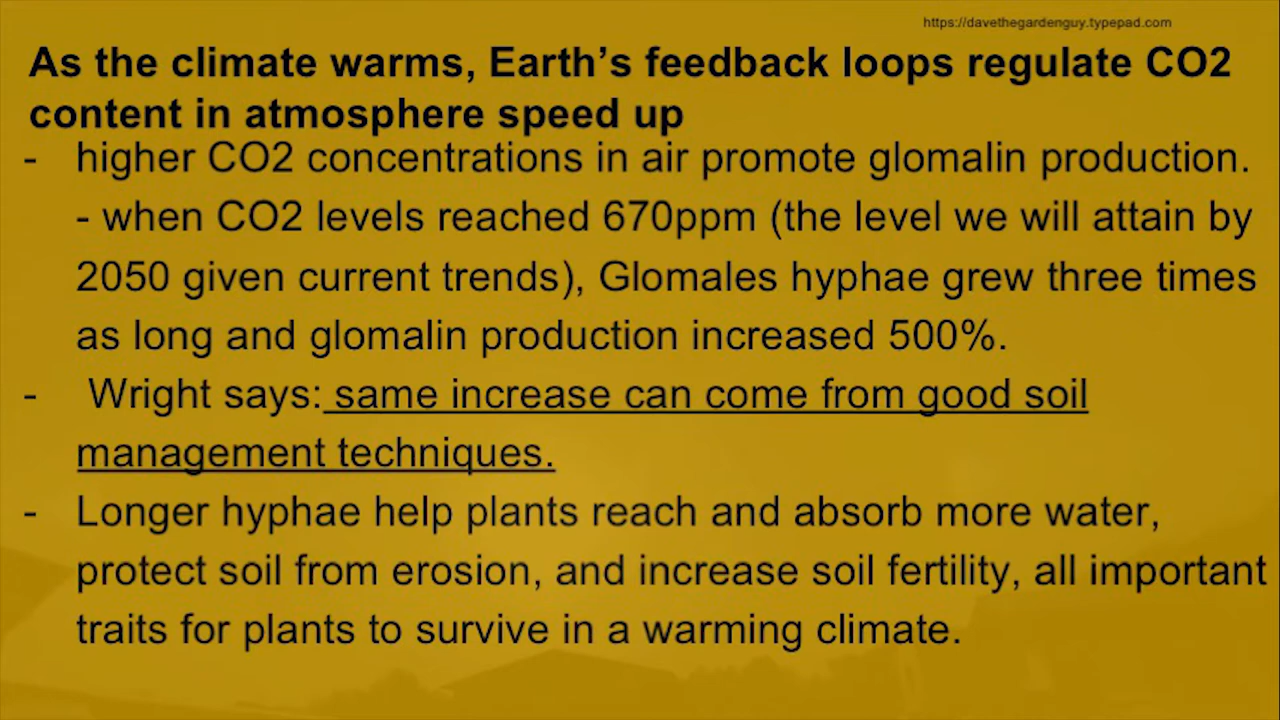 https://davethegardenguy.typepad.com
As the climate warms, Earth’s feedback loops regulate CO2
content in atmosphere speed up
- higher CO2 concentrations in air promote glomalin production.
- when CO2 levels reached 670ppm (the level we will attain by
2050 given current trends), Glomales hyphae grew three times
as long and glomalin production increased 500%.
- Wright says: same increase can come from good soil
management techniques.
- Longer hyphae help plants reach and absorb more water,
protect soil from erosion, and increase soil fertility, all important
traits for plants to survive in a warming climate.